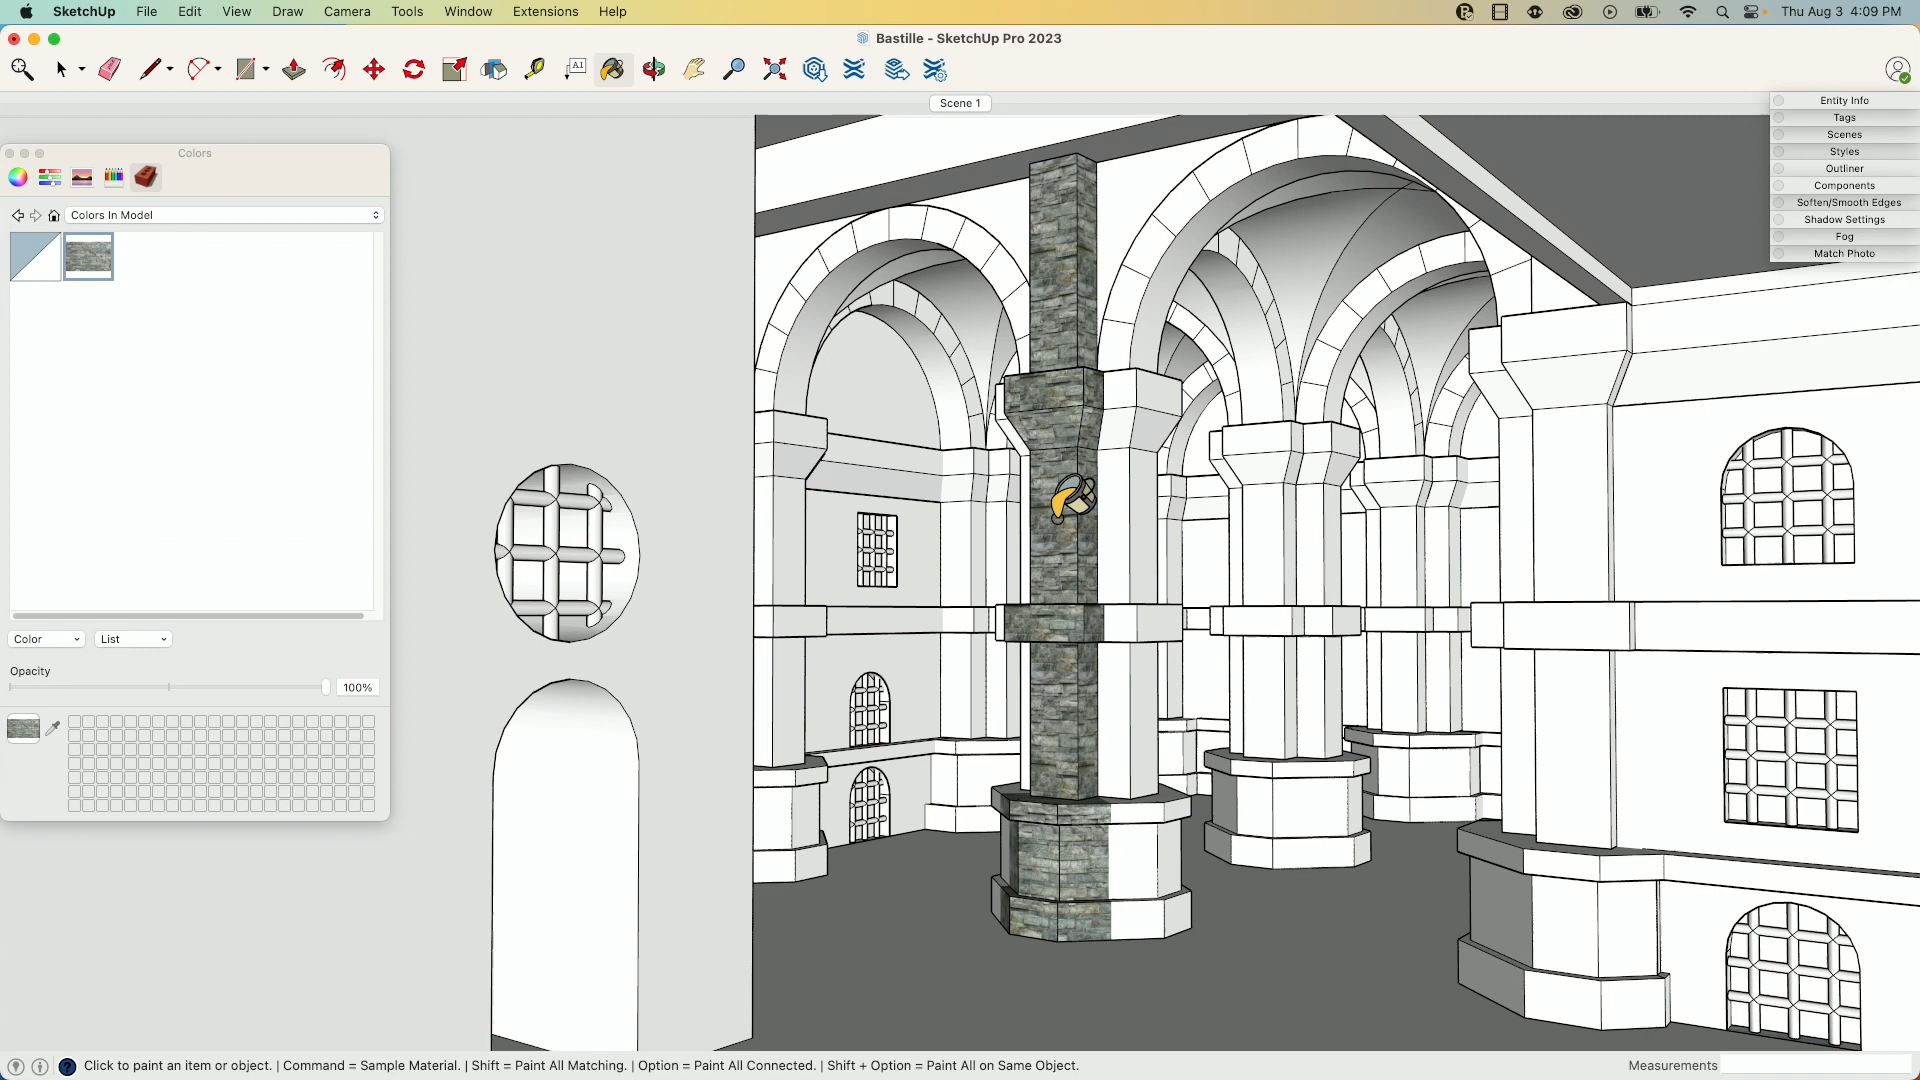 SketchUp File Edit View Draw Camera Tools Window Extensions Help Thu Aug 3 4:09 PM
Bastille - SketchUp Pro 2023
A1
Scene 1
Entity Info
Tags
Scenes
Styles
Outliner
Components
Soften/Smooth Edges
Shadow Settings
Fog
Match Photo
Colors
Colors In Model
Color List
Opacity
100%
Click to paint an item or object. | Command = Sample Material. | Shift = Paint All Matching. | Option = Paint All Connected. | Shift + Option = Paint All on Same Object. Measurements